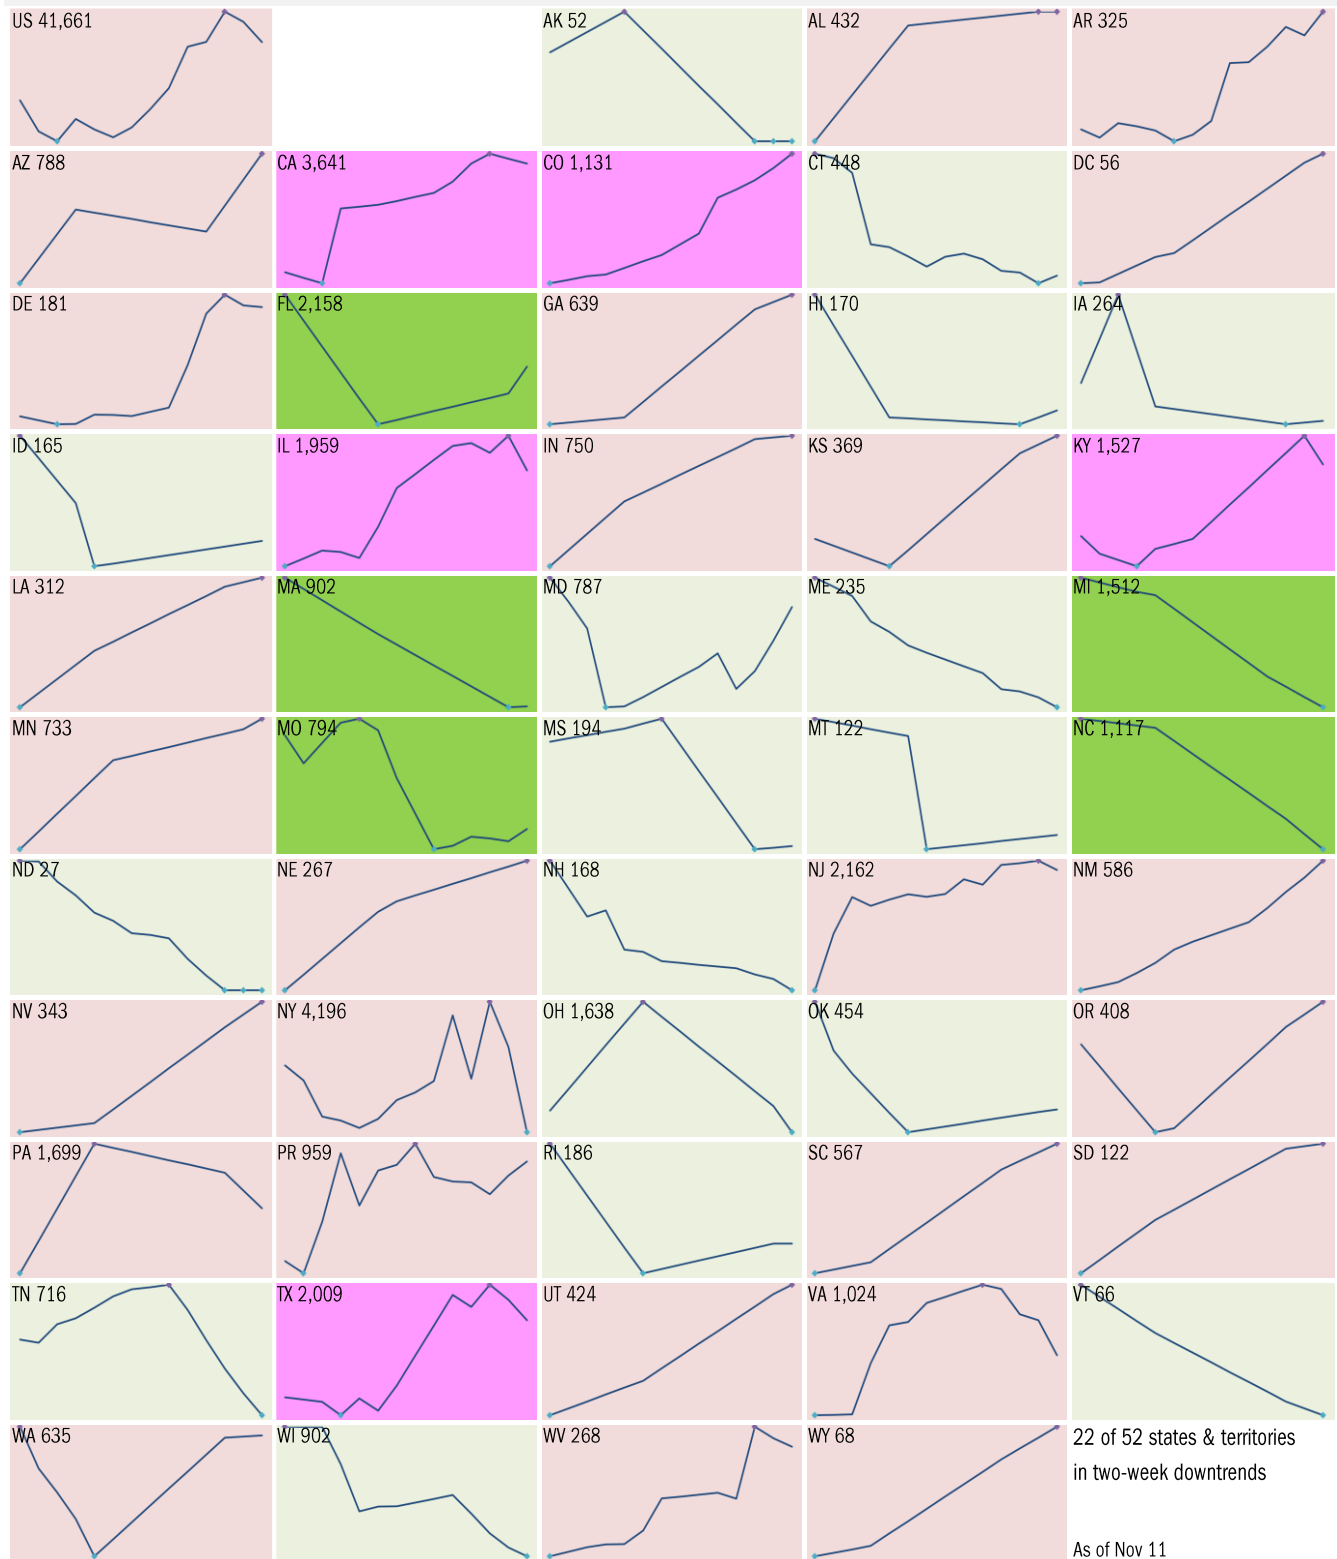 US 41,661
AK 52
AL 432
AR 325
AZ 788
CA 3,641
CO 1,131
CT 448
DC 56
DE 181
FL 2,158
GA 639
HI 170
IA 264
ID 165
IL 1,959
IN 750
KS 369
KY 1,527
LA 312
MA 902
MD 787
ME 235
MI 1,512
MN 733
MO 794
MS 194
MT 122
NC 1,117
ND 27
NE 267
NH 168
NJ 2,162
NM 586
NV 343
NY 4,196
OH 1,638
OK 454
OR 408
PA 1,699
PR 959
RI 186
SC 567
SD 122
TN 716
TX 2,009
UT 424
VA 1,024
VT 66
WA 635
WI 902
WV 268
WY 68
22 of 52 states & territories
in two-week downtrends
As of Nov 11